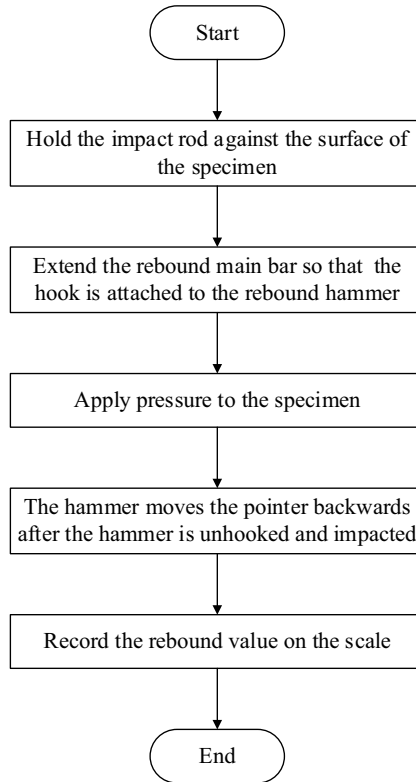 Start
Hold the impact rod against the surface of
the specimen
Extend the rebound main bar so that the
hook is attached to the rebound hammer
Apply pressure to the specimen
The hammer moves the pointer backwards
after the hammer is unhooked and impacted
Record the rebound value on the scale
End